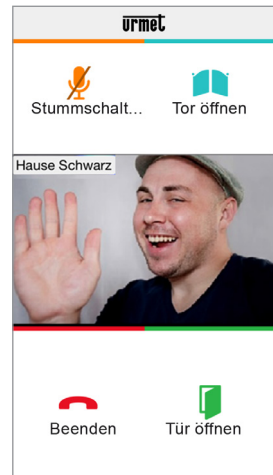 urmet
Stummschalt... Tor öffnen
Hause Schwarz
Beenden Tür öffnen